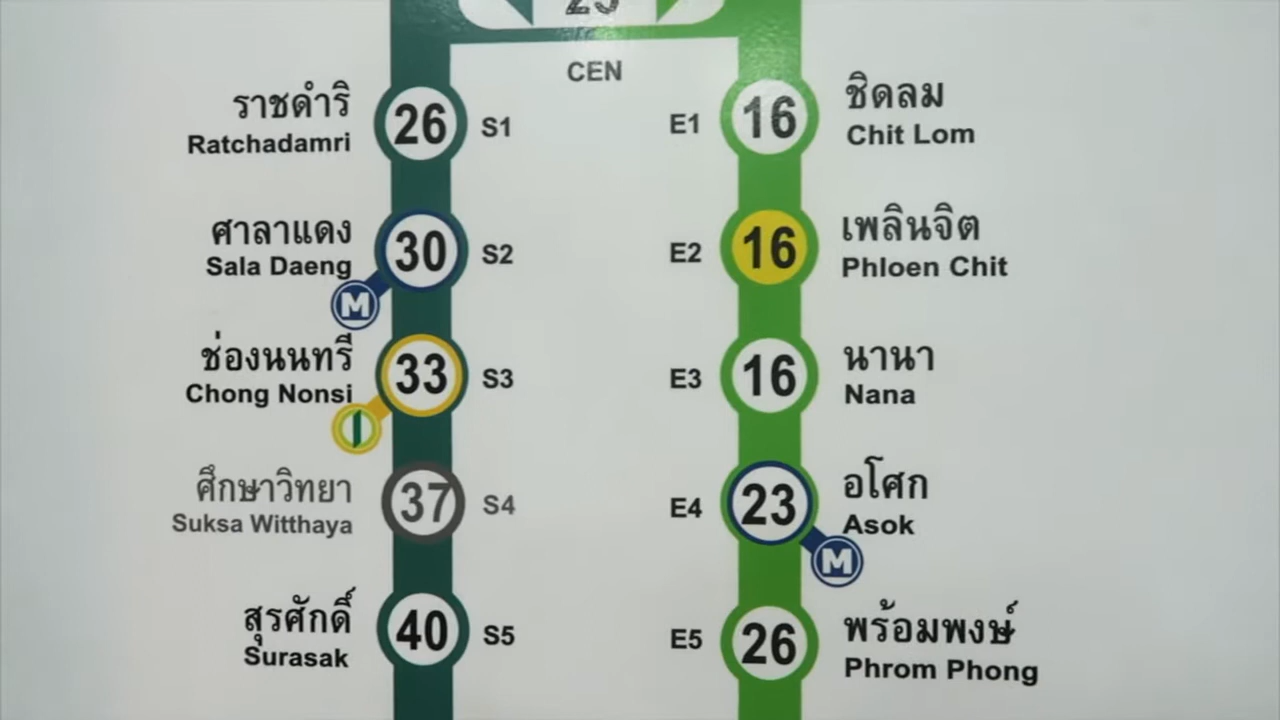 CEN
ราชดำริ
Ratchadamri
26
S1
E1
16
ชิดลม
Chit Lom
ศาลาแดง
Sala Daeng
M
30
S2
E2
16
เพลินจิต
Phloen Chit
ช่องนนทรี
Chong Nonsi
33
S3
E3
16
นานา
Nana
ศึกษาวิทยา
Suksa Witthaya
37
S4
E4
23
อโศก
Asok
M
สุรศักดิ์
Surasak
40
S5
E5
26
พร้อมพงษ์
Phrom Phong